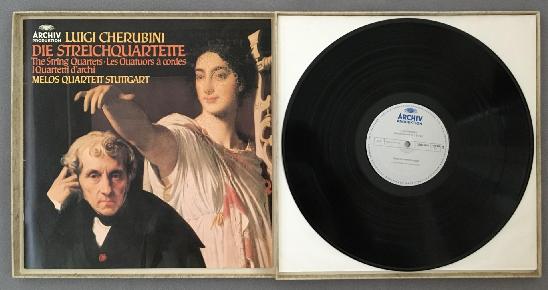 ARCHIV
PRODUKTION
LUIGI CHERUBINI
DIE STREICHQUARTETTE
The String Quartets · Les Quatuors à cordes
I Quartetti d'archi
MELOS QUARTETT STUTTGART
ARCHIV
PRODUKTION